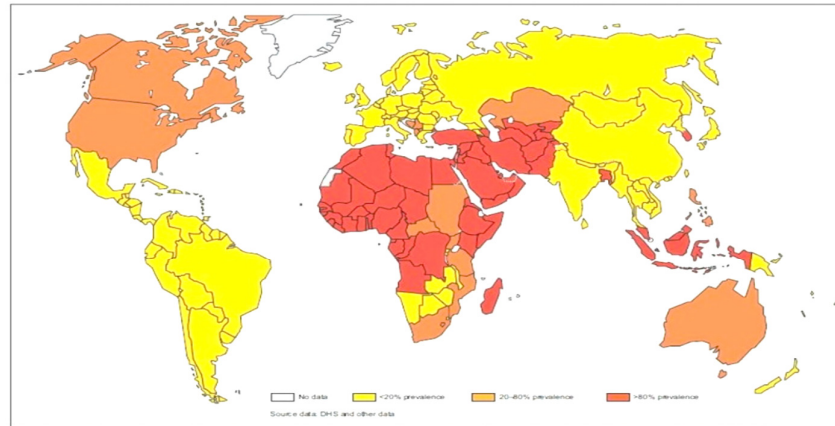 No data
<20% prevalence
20–80% prevalence
>80% prevalence
Source data: DHS and other data